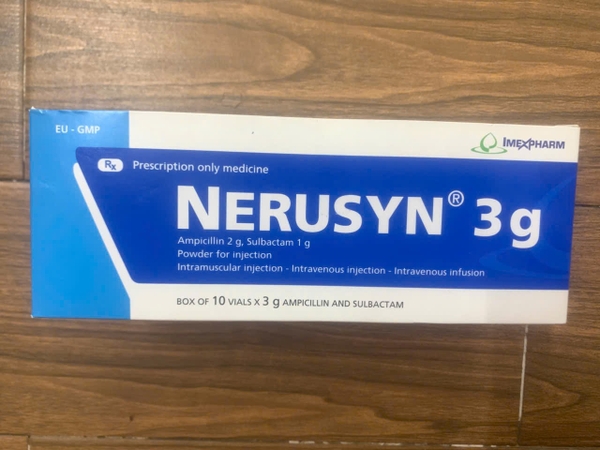 EU - GMP
IMEXPHARM
Rx Prescription only medicine
NERUSYN® 3g
Ampicillin 2 g, Sulbactam 1 g
Powder for injection
Intramuscular injection - Intravenous injection - Intravenous infusion
BOX OF 10 VIALS X 3 g AMPICILLIN AND SULBACTAM